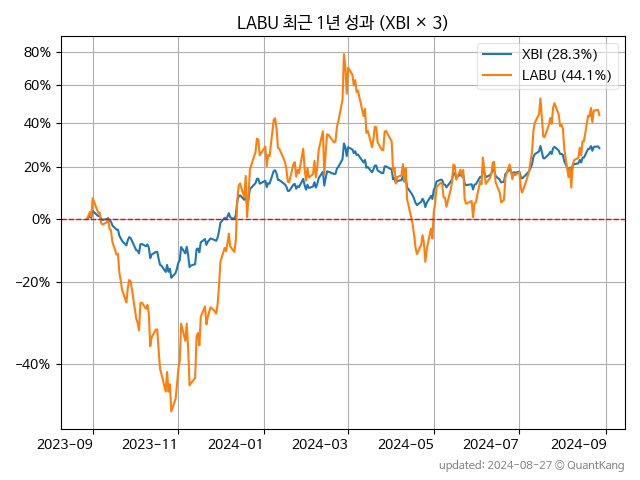 LABU 최근 1년 성과 (XBI × 3)
XBI (28.3%)
LABU (44.1%)
80%
60%
40%
20%
0%
−20%
−40%
2023-09 2023-11 2024-01 2024-03 2024-05 2024-07 2024-09
updated: 2024-08-27 © QuantKang